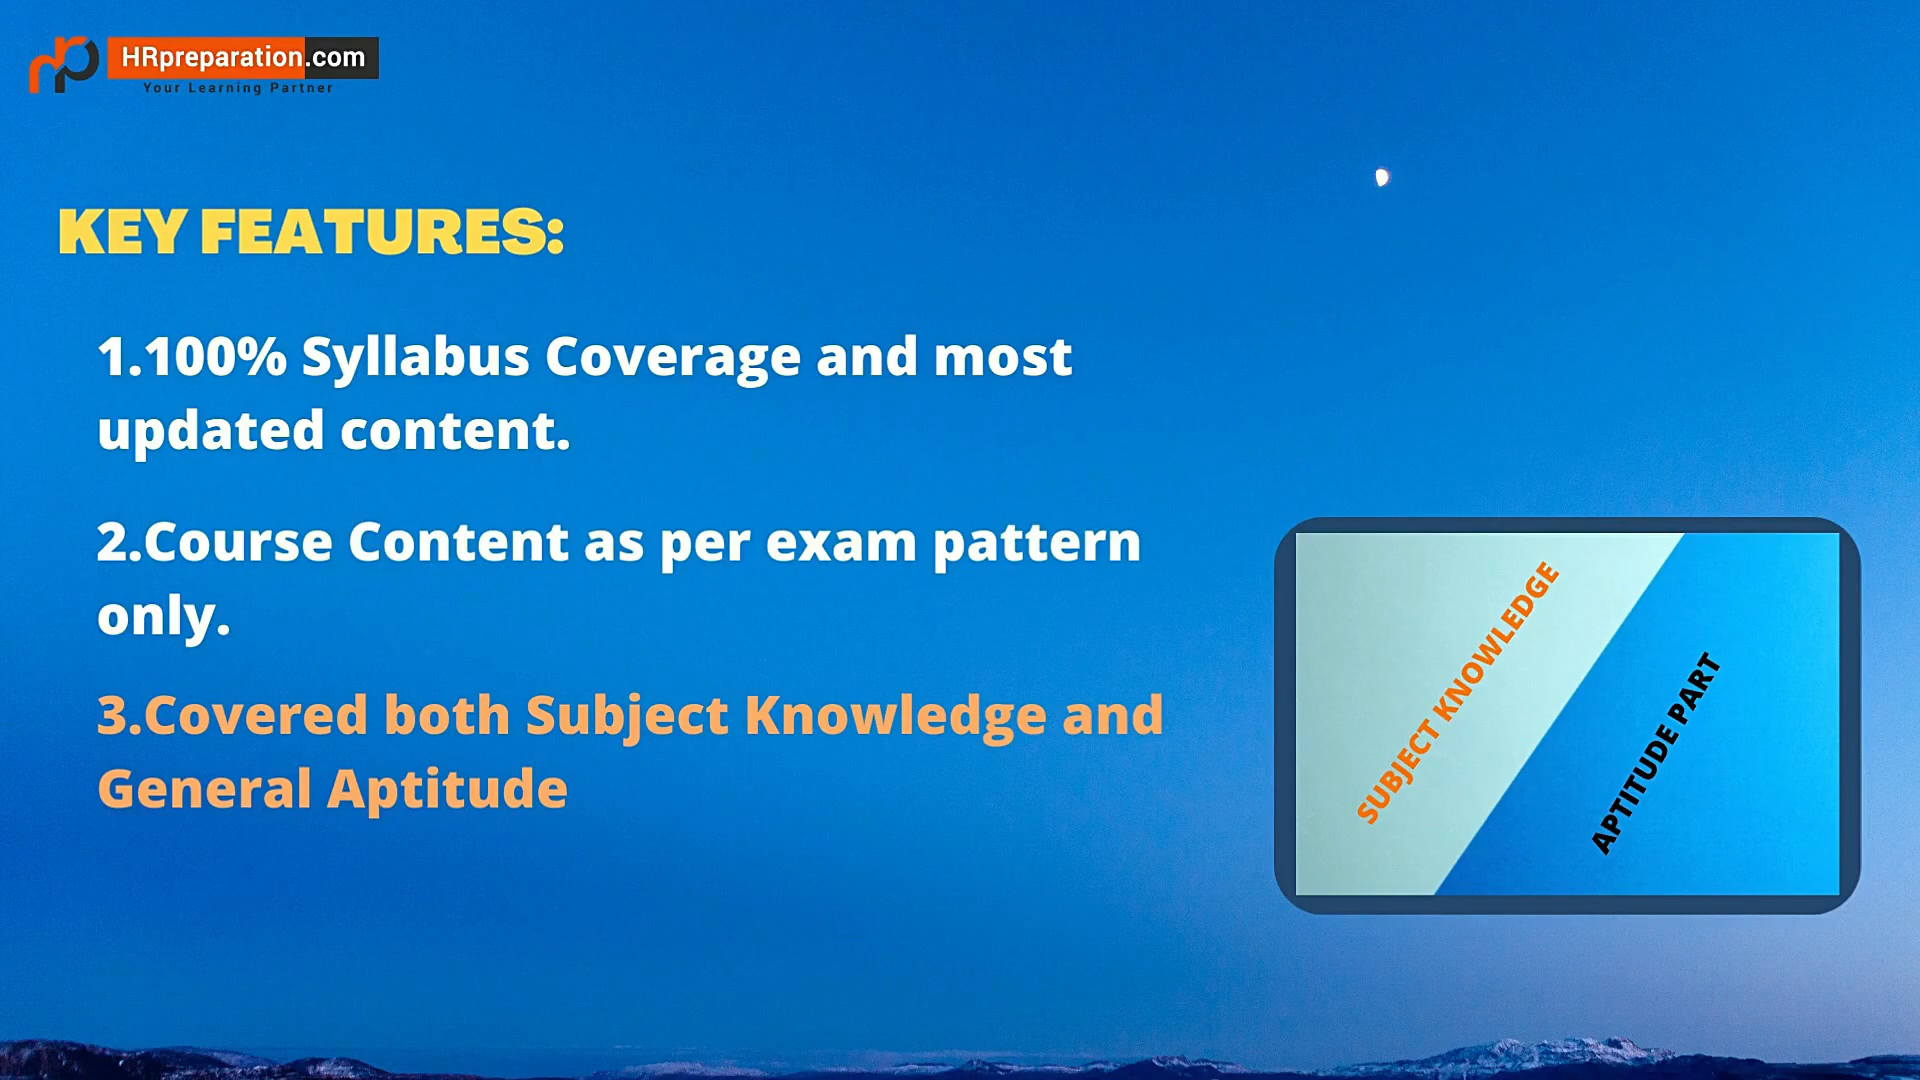 HRpreparation.com
Your Learning Partner
KEY FEATURES:
1.100% Syllabus Coverage and most
updated content.
2.Course Content as per exam pattern
only.
3.Covered both Subject Knowledge and
General Aptitude
SUBJECT KNOWLEDGE
APTITUDE PART